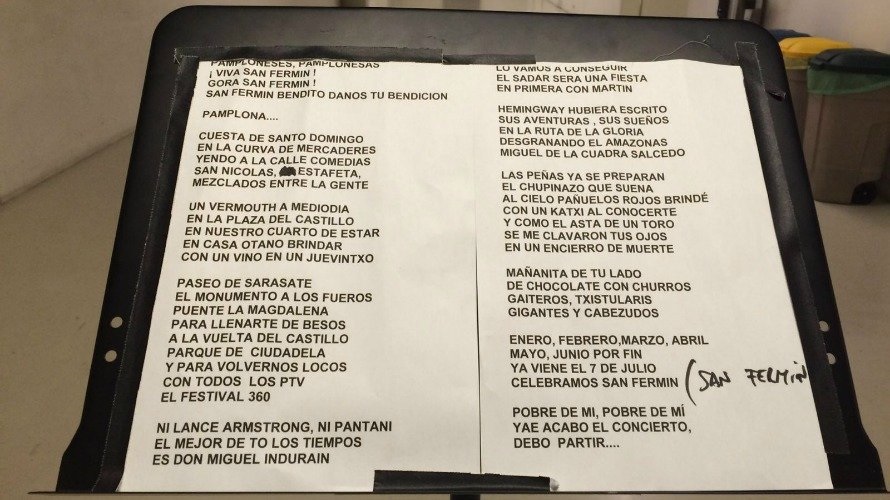 PAMPLONESES, PAMPLONESAS
¡ VIVA SAN FERMIN !
GORA SAN FERMIN !
SAN FERMIN BENDITO DANOS TU BENDICION
PAMPLONA....
CUESTA DE SANTO DOMINGO
EN LA CURVA DE MERCADERES
YENDO A LA CALLE COMEDIAS
SAN NICOLAS, ESTAFETA,
MEZCLADOS ENTRE LA GENTE
UN VERMOUTH A MEDIODIA
EN LA PLAZA DEL CASTILLO
EN NUESTRO CUARTO DE ESTAR
EN CASA OTANO BRINDAR
CON UN VINO EN UN JUEVINTXO
PASEO DE SARASATE
EL MONUMENTO A LOS FUEROS
PUENTE LA MAGDALENA
PARA LLENARTE DE BESOS
A LA VUELTA DEL CASTILLO
PARQUE DE CIUDADELA
Y PARA VOLVERNOS LOCOS
CON TODOS LOS PTV
EL FESTIVAL 360
NI LANCE ARMSTRONG, NI PANTANI
EL MEJOR DE TO LOS TIEMPOS
ES DON MIGUEL INDURAIN
LO VAMOS A CONSEGUIR
EL SADAR SERA UNA FIESTA
EN PRIMERA CON MARTIN
HEMINGWAY HUBIERA ESCRITO
SUS AVENTURAS , SUS SUEÑOS
EN LA RUTA DE LA GLORIA
DESGRANANDO EL AMAZONAS
MIGUEL DE LA CUADRA SALCEDO
LAS PEÑAS YA SE PREPARAN
EL CHUPINAZO QUE SUENA
AL CIELO PAÑUELOS ROJOS BRINDÉ
CON UN KATXI AL CONOCERTE
Y COMO EL ASTA DE UN TORO
SE ME CLAVARON TUS OJOS
EN UN ENCIERRO DE MUERTE
MAÑANITA DE TU LADO
DE CHOCOLATE CON CHURROS
GAITEROS, TXISTULARIS
GIGANTES Y CABEZUDOS
ENERO, FEBRERO,MARZO, ABRIL
MAYO, JUNIO POR FIN
YA VIENE EL 7 DE JULIO
CELEBRAMOS SAN FERMIN (SAN FERMIN
POBRE DE MI, POBRE DE MÍ
YAE ACABO EL CONCIERTO,
DEBO PARTIR....